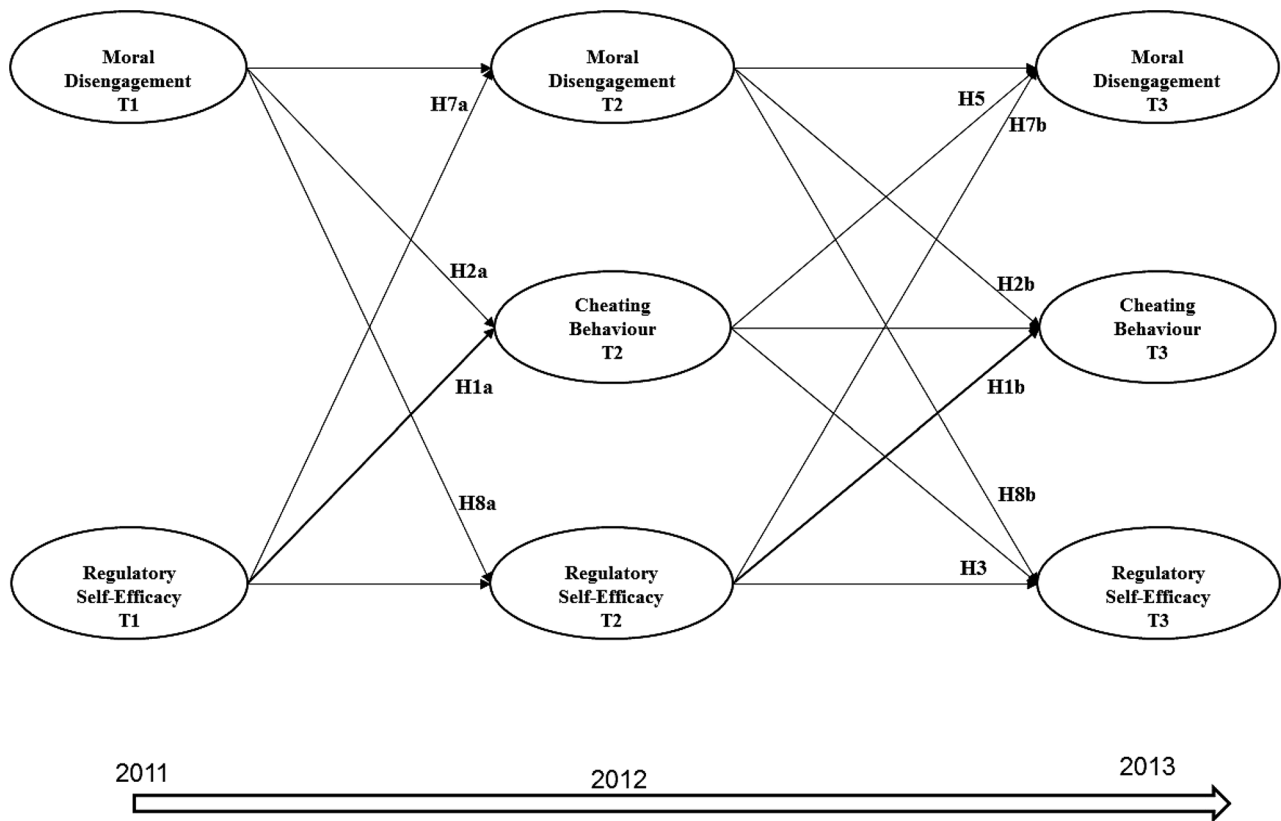 Moral
Disengagement
T1
Moral
Disengagement
T2
Moral
Disengagement
T3
H7a
H5
H7b
H2a
H2b
Cheating
Behaviour
T2
Cheating
Behaviour
T3
H1a
H1b
H8a
H8b
H3
Regulatory
Self-Efficacy
T1
Regulatory
Self-Efficacy
T2
Regulatory
Self-Efficacy
T3
2011
2012
2013